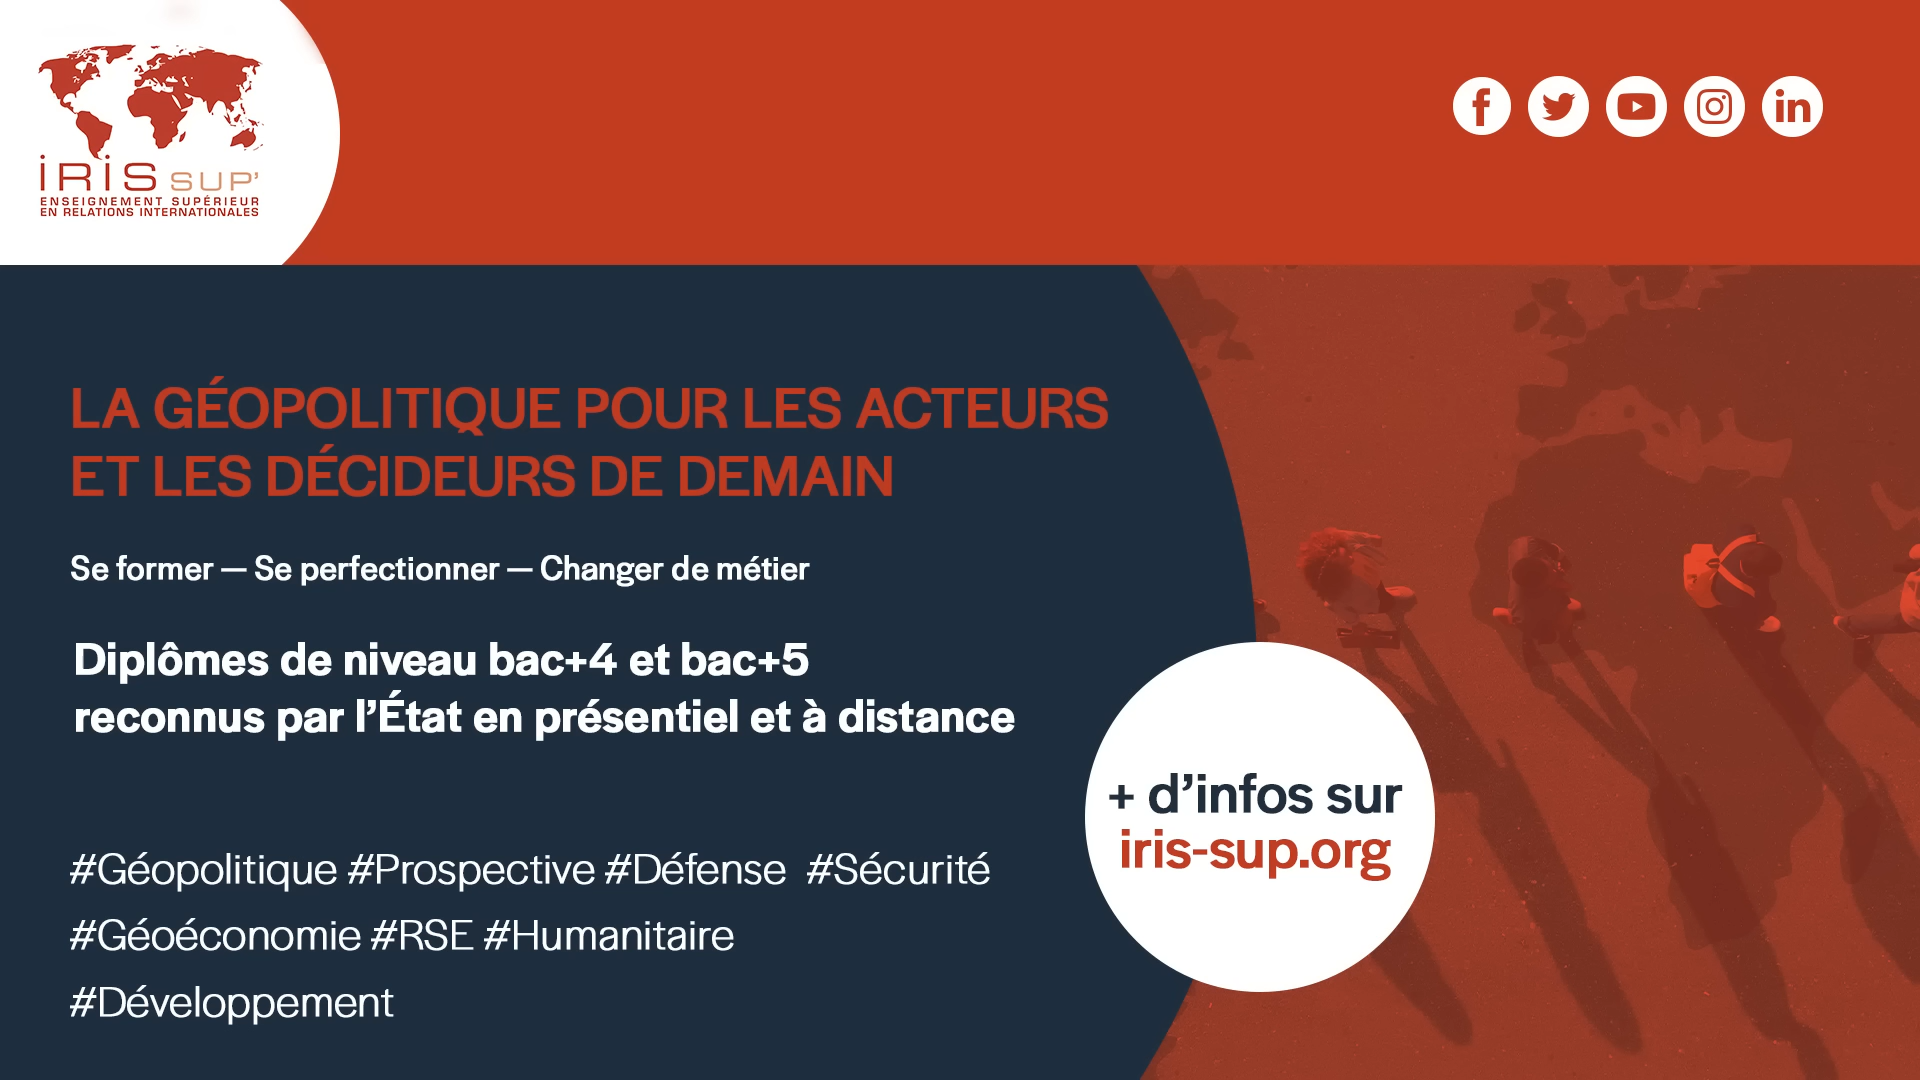 iRiS SUP'
ENSEIGNEMENT SUPÉRIEUR
EN RELATIONS INTERNATIONALES
LA GÉOPOLITIQUE POUR LES ACTEURS
ET LES DÉCIDEURS DE DEMAIN
Se former — Se perfectionner — Changer de métier
Diplômes de niveau bac+4 et bac+5
reconnus par l’État en présentiel et à distance
+ d’infos sur
iris-sup.org
#Géopolitique #Prospective #Défense #Sécurité
#Géoéconomie #RSE #Humanitaire
#Développement